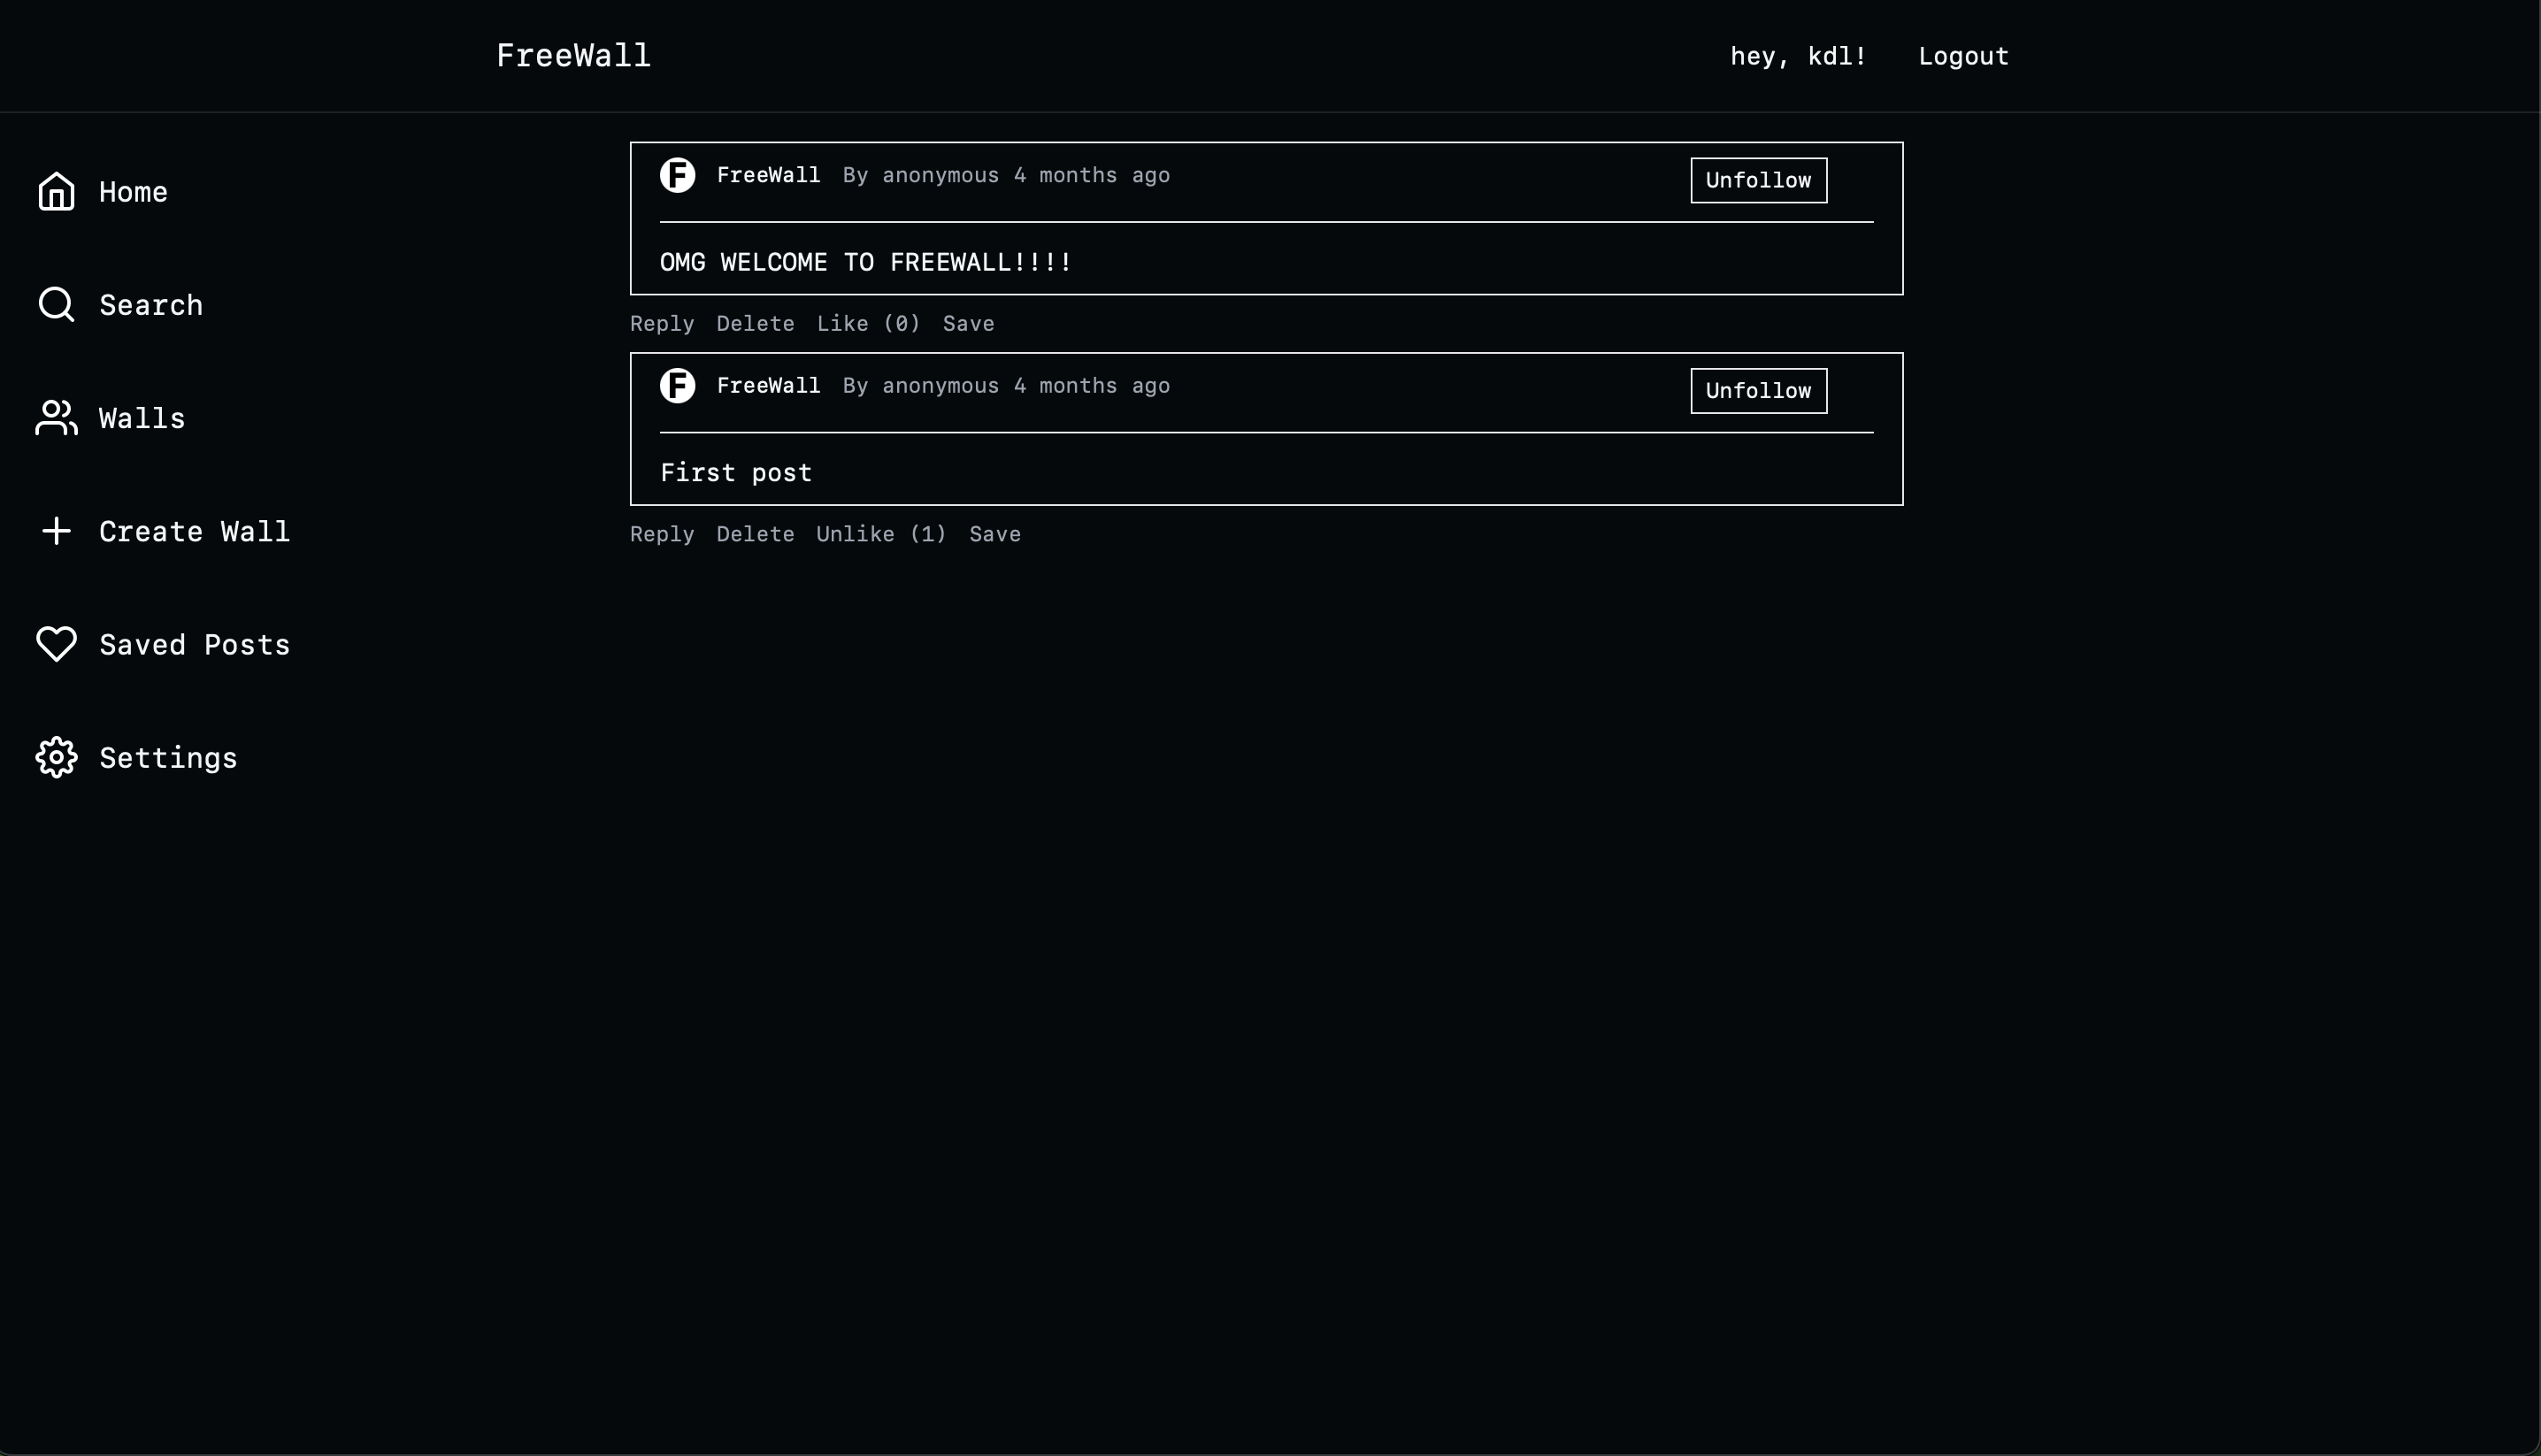 FreeWall hey, kdl! Logout
Home
Search
Walls
Create Wall
Saved Posts
Settings
F FreeWall By anonymous 4 months ago Unfollow
OMG WELCOME TO FREEWALL!!!!
Reply Delete Like (0) Save
F FreeWall By anonymous 4 months ago Unfollow
First post
Reply Delete Unlike (1) Save